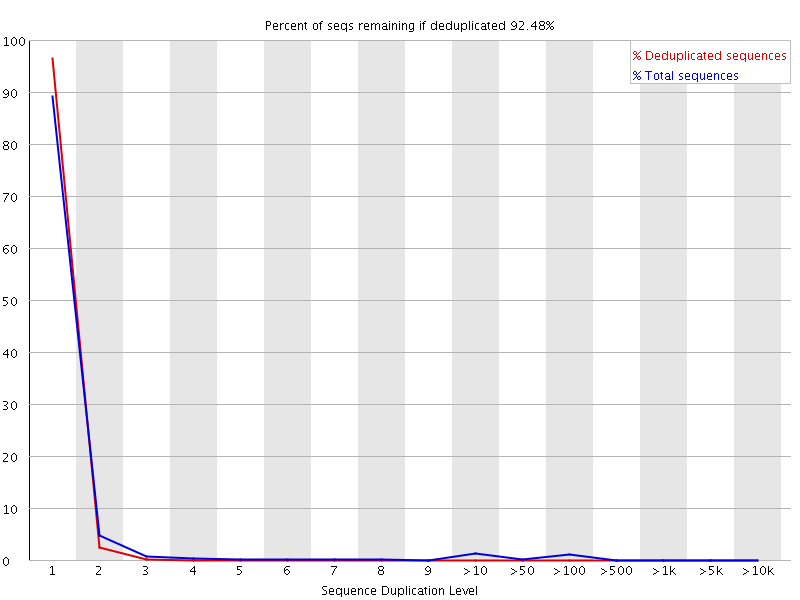 Percent of seqs remaining if deduplicated 92.48%
% Deduplicated sequences
% Total sequences
100
90
80
70
60
50
40
30
20
10
0
1 2 3 4 5 6 7 8 9 >10 >50 >100 >500 >1k >5k >10k
Sequence Duplication Level